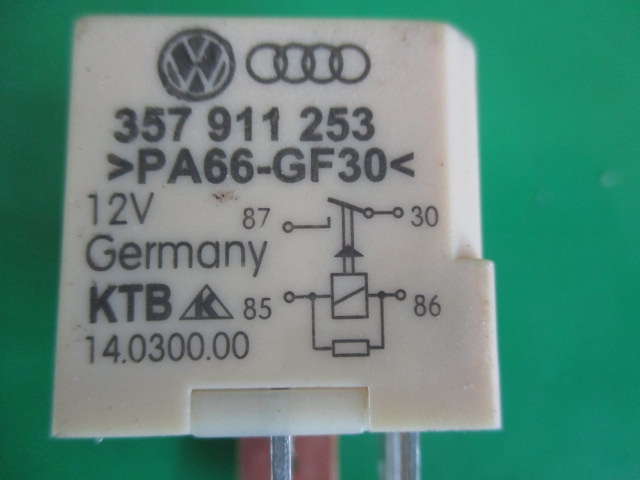 357 911 253
>PA66-GF30<
12V
87 30
Germany
KTB K 85 86
14.0300.00